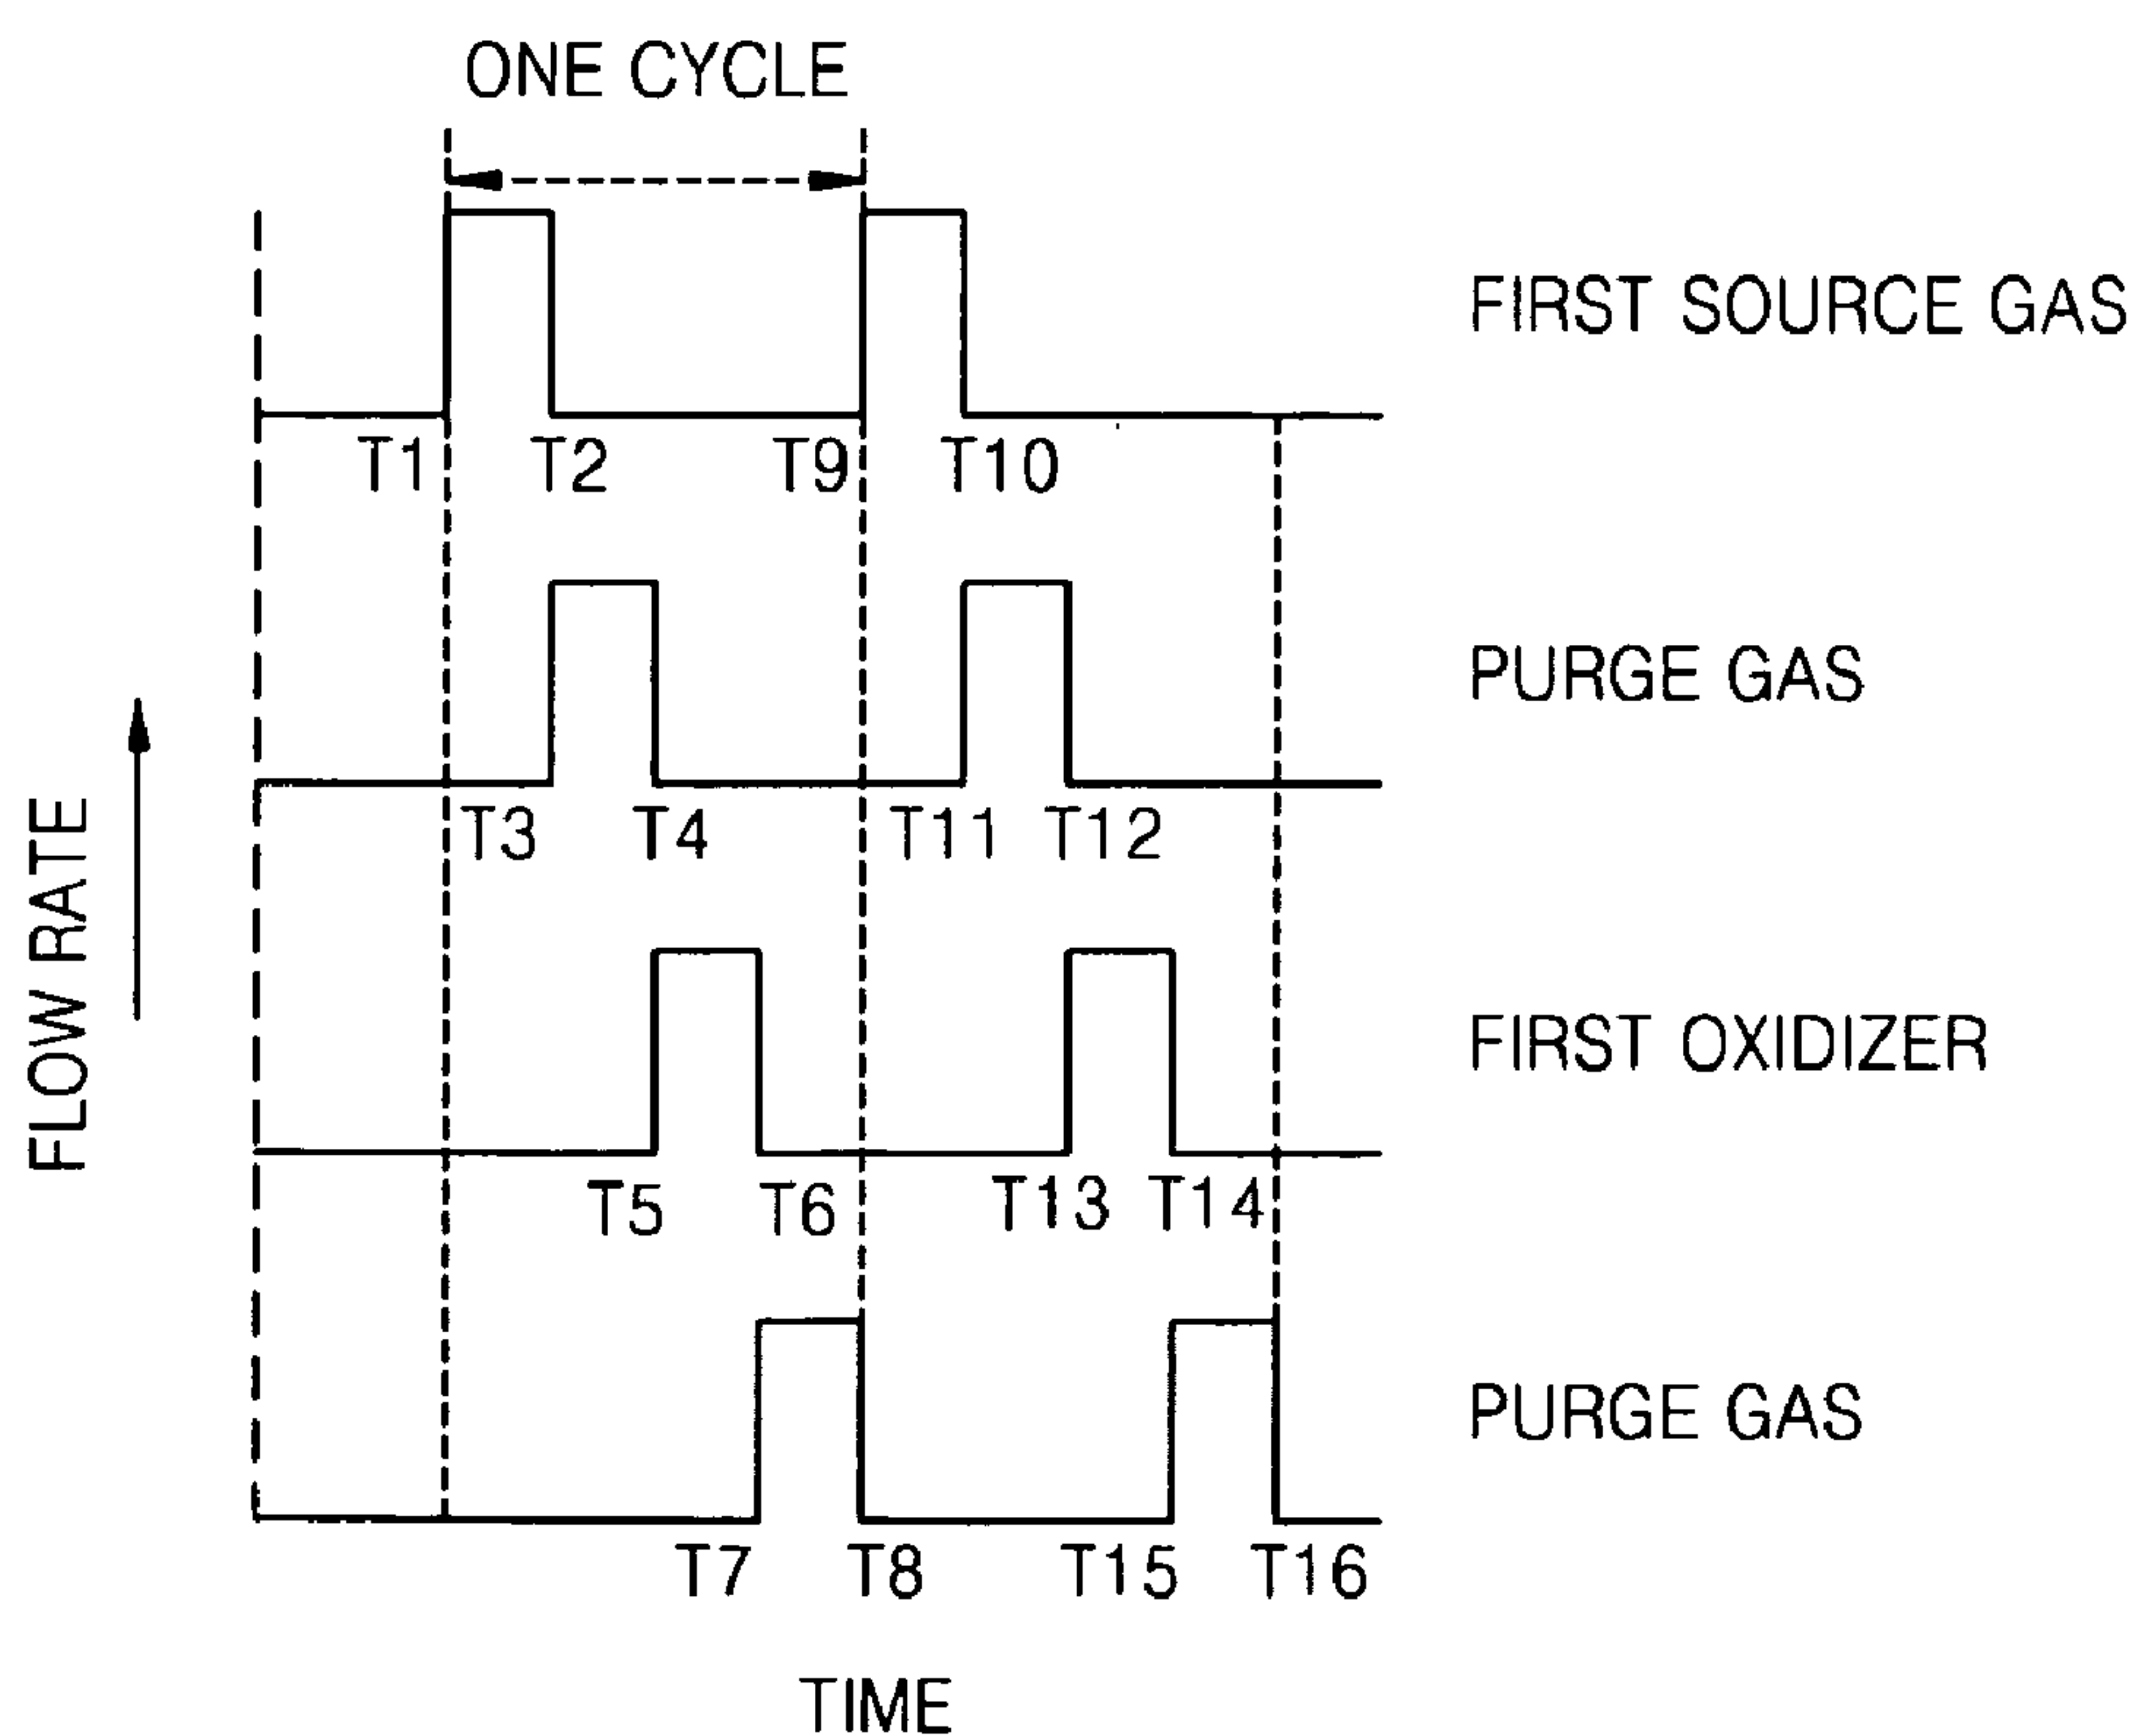 ONE CYCLE
FIRST SOURCE GAS
T1 T2 T9 T10
PURGE GAS
T3 T4 T11 T12
FLOW RATE
FIRST OXIDIZER
T5 T6 T13 T14
PURGE GAS
T7 T8 T15 T16
TIME